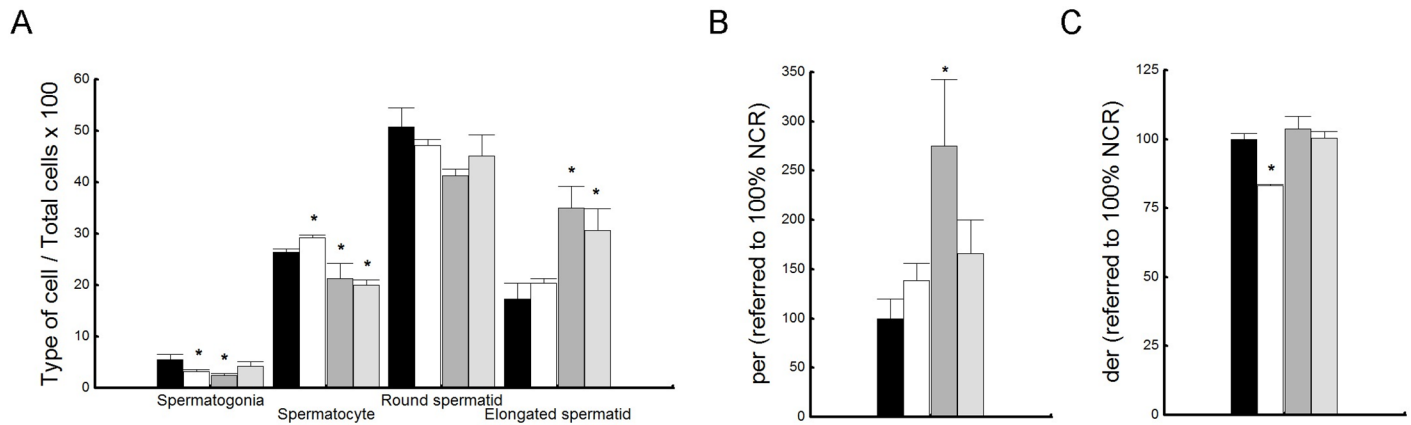 A
Type of cell / Total cells x 100
60
50
40
30
20
10
0
* * * * * * *
Spermatogonia
Spermatocyte
Round spermatid
Elongated spermatid
B
per (referred to 100% NCR)
350
300
250
200
150
100
50
0
*
C
der (referred to 100% NCR)
125
100
75
50
25
0
*